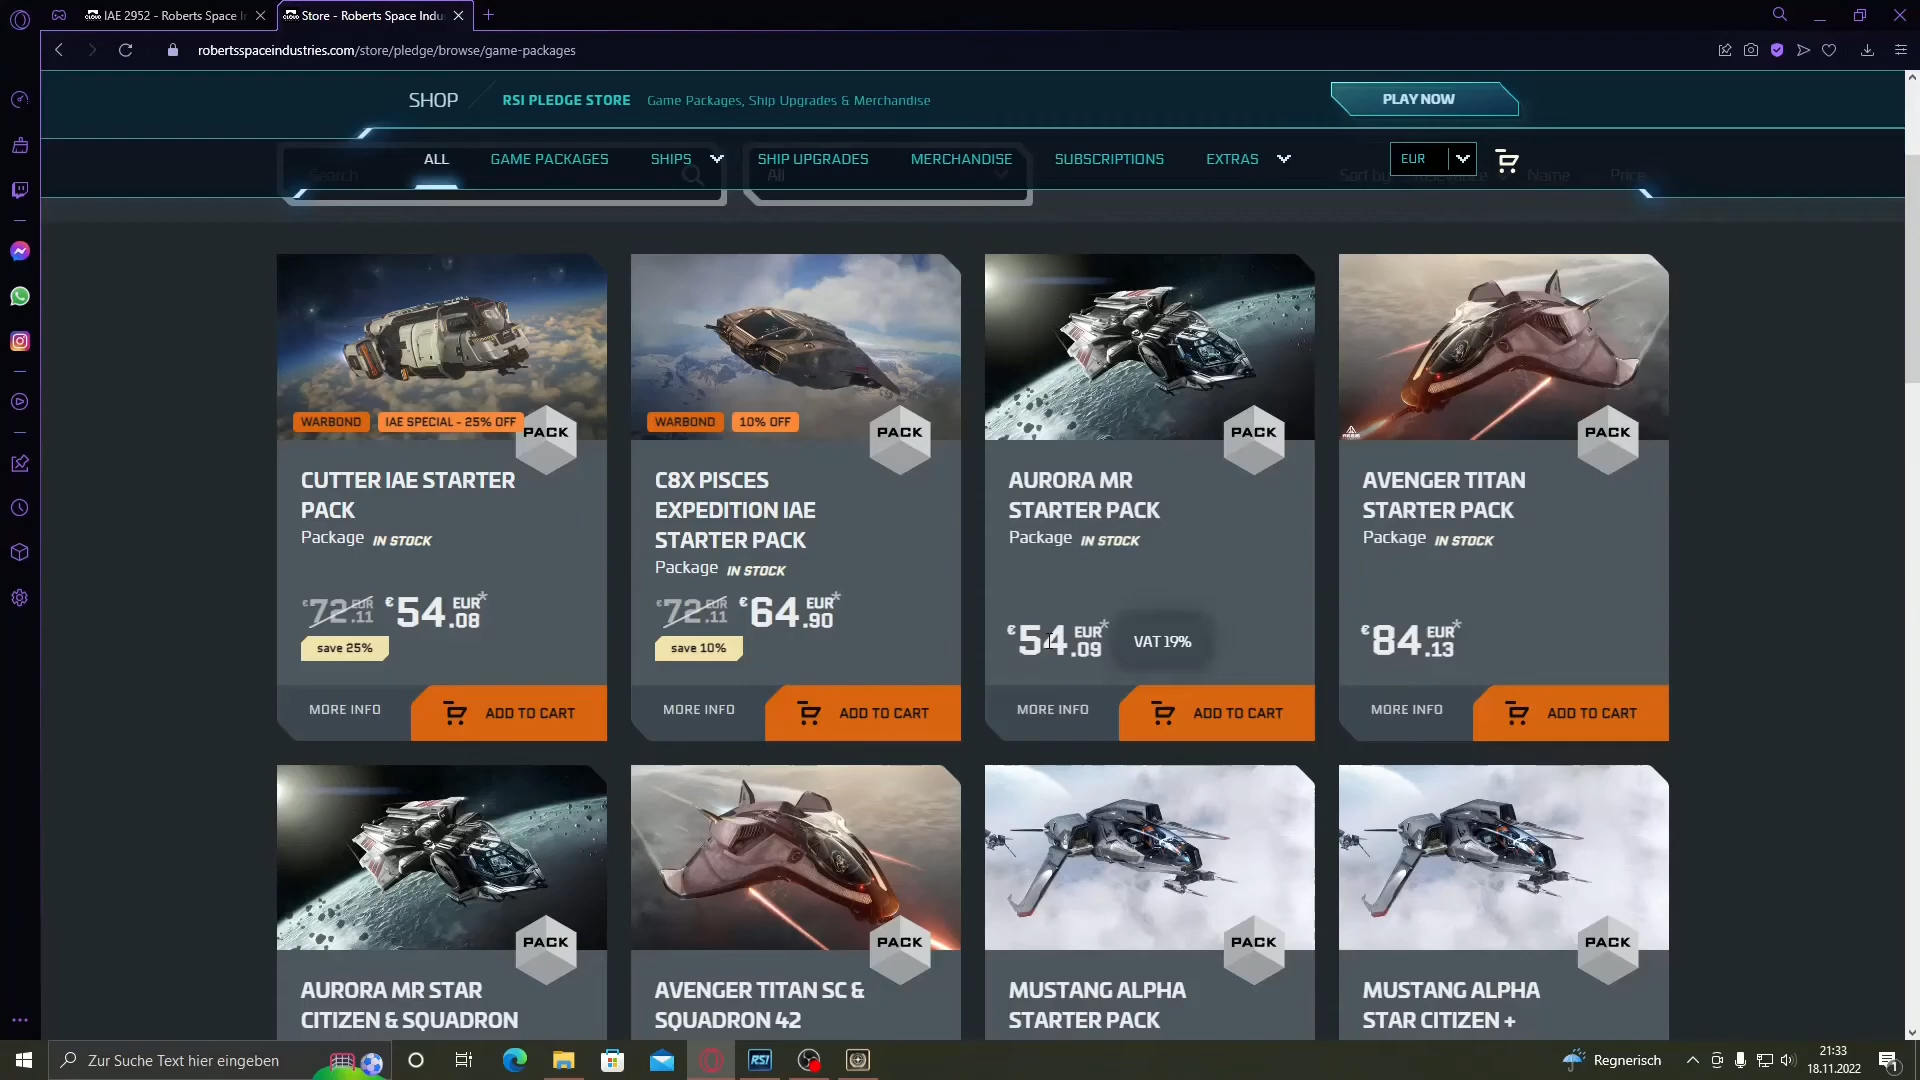 IAE 2952 - Roberts Space I
Store - Roberts Space Indu
robertsspaceindustries.com/store/pledge/browse/game-packages
SHOP
RSI PLEDGE STORE
Game Packages, Ship Upgrades & Merchandise
PLAY NOW
ALL
GAME PACKAGES
SHIPS
SHIP UPGRADES
MERCHANDISE
SUBSCRIPTIONS
EXTRAS
EUR
Search
All
Sort by
Name
Price
WARBOND
IAE SPECIAL - 25% OFF
PACK
CUTTER IAE STARTER
PACK
Package IN STOCK
€72.11 EUR €54.08 EUR*
save 25%
MORE INFO
ADD TO CART
WARBOND
10% OFF
PACK
C8X PISCES
EXPEDITION IAE
STARTER PACK
Package IN STOCK
€72.11 EUR €64.90 EUR*
save 10%
MORE INFO
ADD TO CART
PACK
AURORA MR
STARTER PACK
Package IN STOCK
€54.09 EUR*
VAT 19%
MORE INFO
ADD TO CART
PACK
AVENGER TITAN
STARTER PACK
Package IN STOCK
€84.13 EUR*
MORE INFO
ADD TO CART
PACK
AURORA MR STAR
CITIZEN & SQUADRON
PACK
AVENGER TITAN SC &
SQUADRON 42
PACK
MUSTANG ALPHA
STARTER PACK
PACK
MUSTANG ALPHA
STAR CITIZEN +
Zur Suche Text hier eingeben
RSI
Regnerisch
21:33
18.11.2022
1